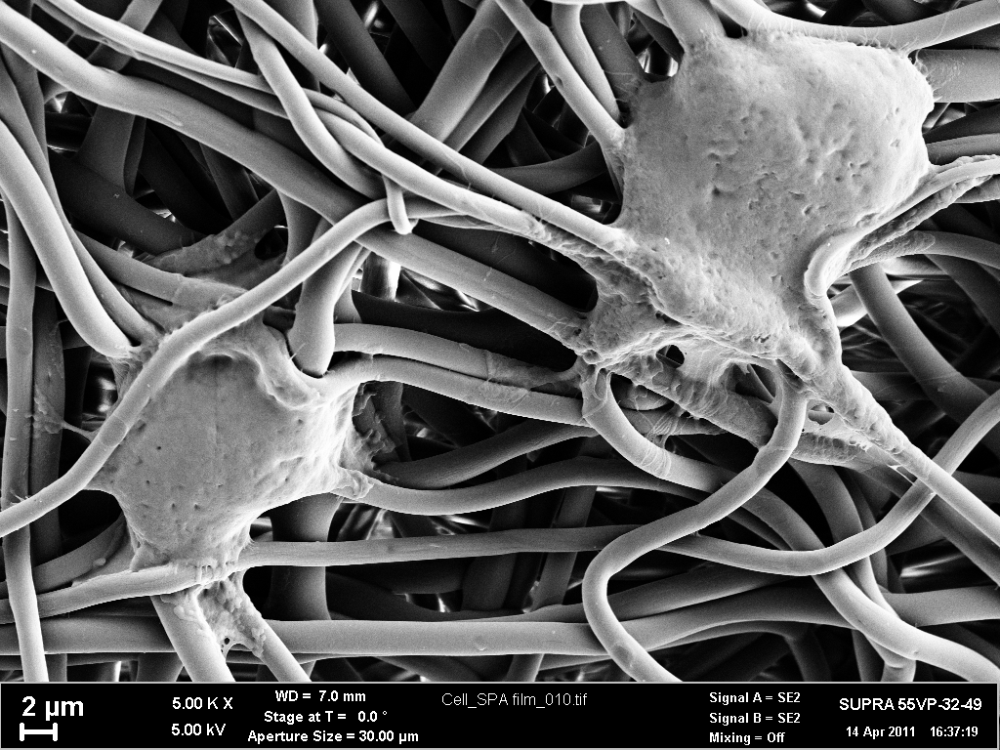 2 µm
5.00 K X
5.00 kV
WD = 7.0 mm
Stage at T = 0.0 °
Aperture Size = 30.00 µm
Cell_SPA film_010.tif
Signal A = SE2
Signal B = SE2
Mixing = Off
SUPRA 55VP-32-49
14 Apr 2011 16:37:19